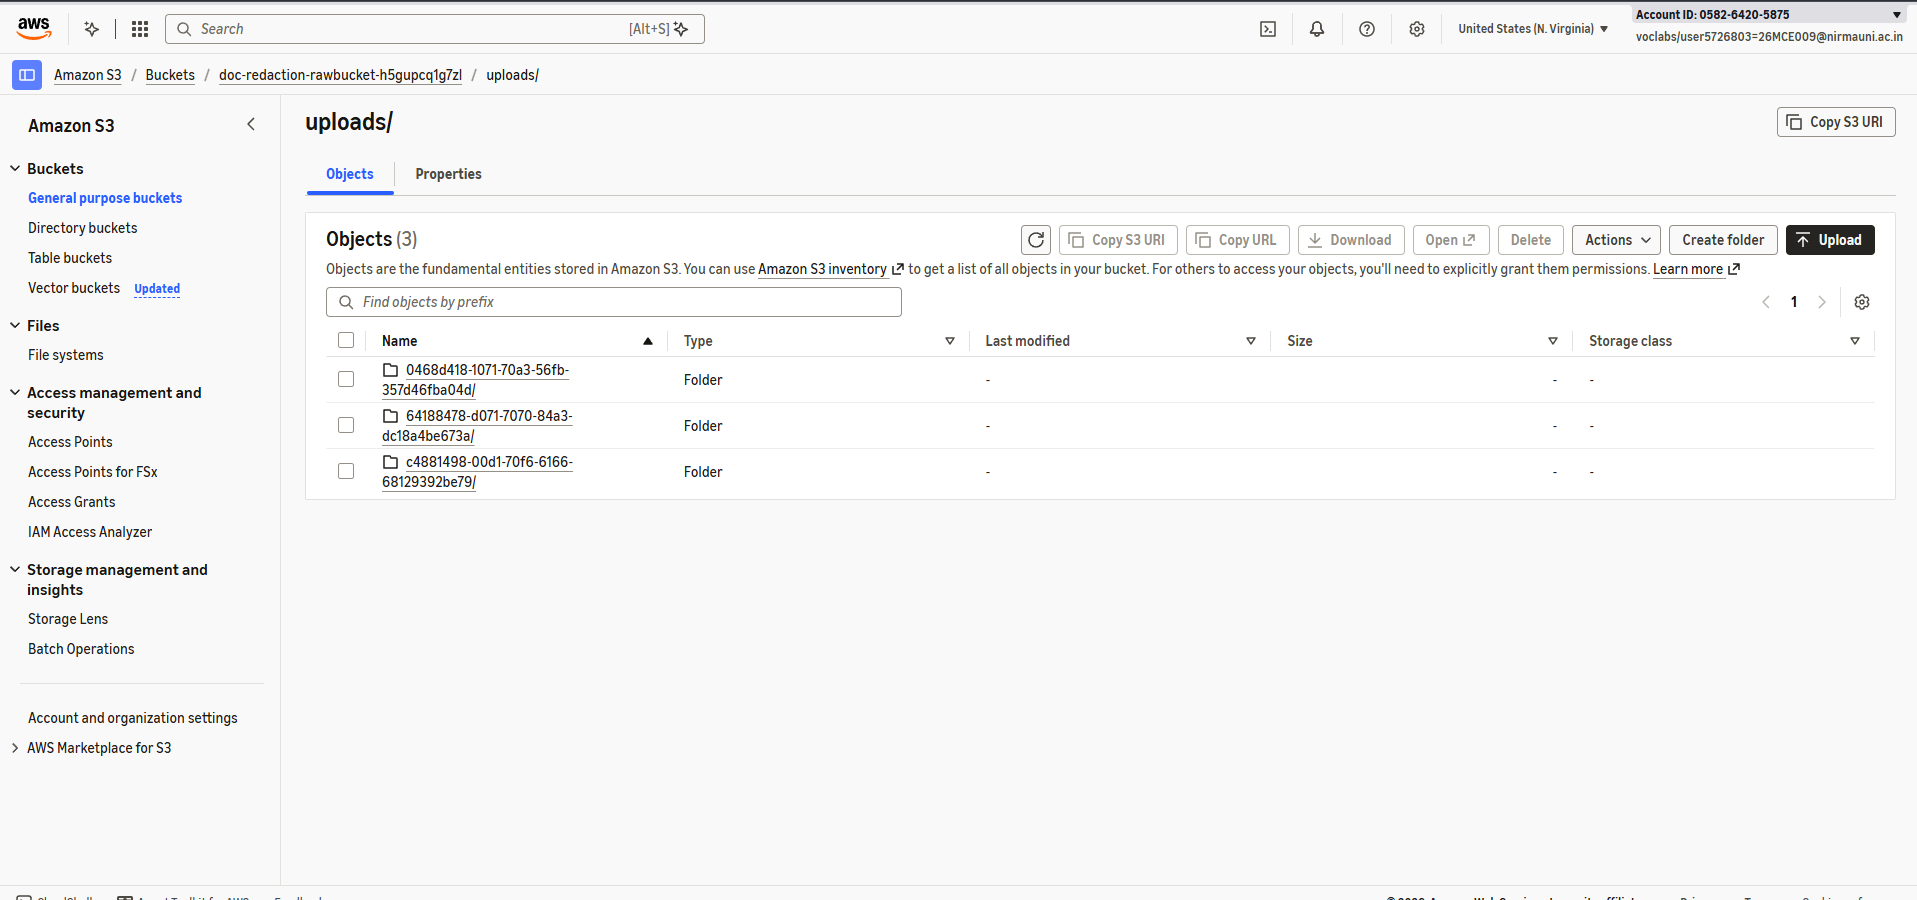 aws
Search
[Alt+S]
United States (N. Virginia)
Account ID: 0582-6420-5875
voclabs/user5726803=26MCE009@nirmauni.ac.in
Amazon S3 / Buckets / doc-redaction-rawbucket-h5gupcq1g7zl / uploads/
Amazon S3
Buckets
General purpose buckets
Directory buckets
Table buckets
Vector buckets Updated
Files
File systems
Access management and
security
Access Points
Access Points for FSx
Access Grants
IAM Access Analyzer
Storage management and
insights
Storage Lens
Batch Operations
Account and organization settings
AWS Marketplace for S3
uploads/
Copy S3 URI
Objects
Properties
Objects (3)
Copy S3 URI
Copy URL
Download
Open
Delete
Actions
Create folder
Upload
Objects are the fundamental entities stored in Amazon S3. You can use Amazon S3 inventory to get a list of all objects in your bucket. For others to access your objects, you'll need to explicitly grant them permissions. Learn more
Find objects by prefix
1
Name Type Last modified Size Storage class
0468d418-1071-70a3-56fb-
357d46fba04d/
Folder - - -
64188478-d071-7070-84a3-
dc18a4be673a/
Folder - - -
c4881498-00d1-70f6-6166-
68129392be79/
Folder - - -